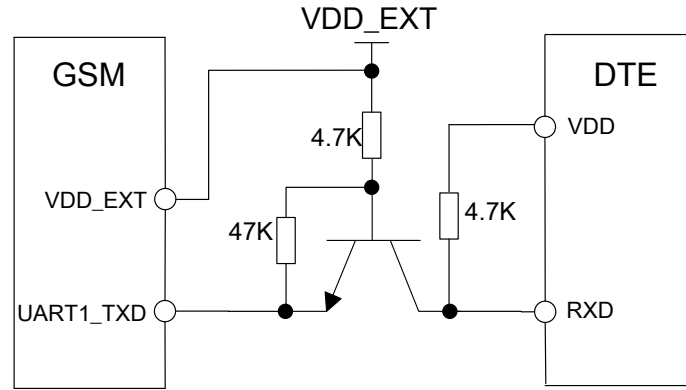 VDD_EXT
GSM
DTE
4.7K
VDD
VDD_EXT
47K
4.7K
UART1_TXD
RXD